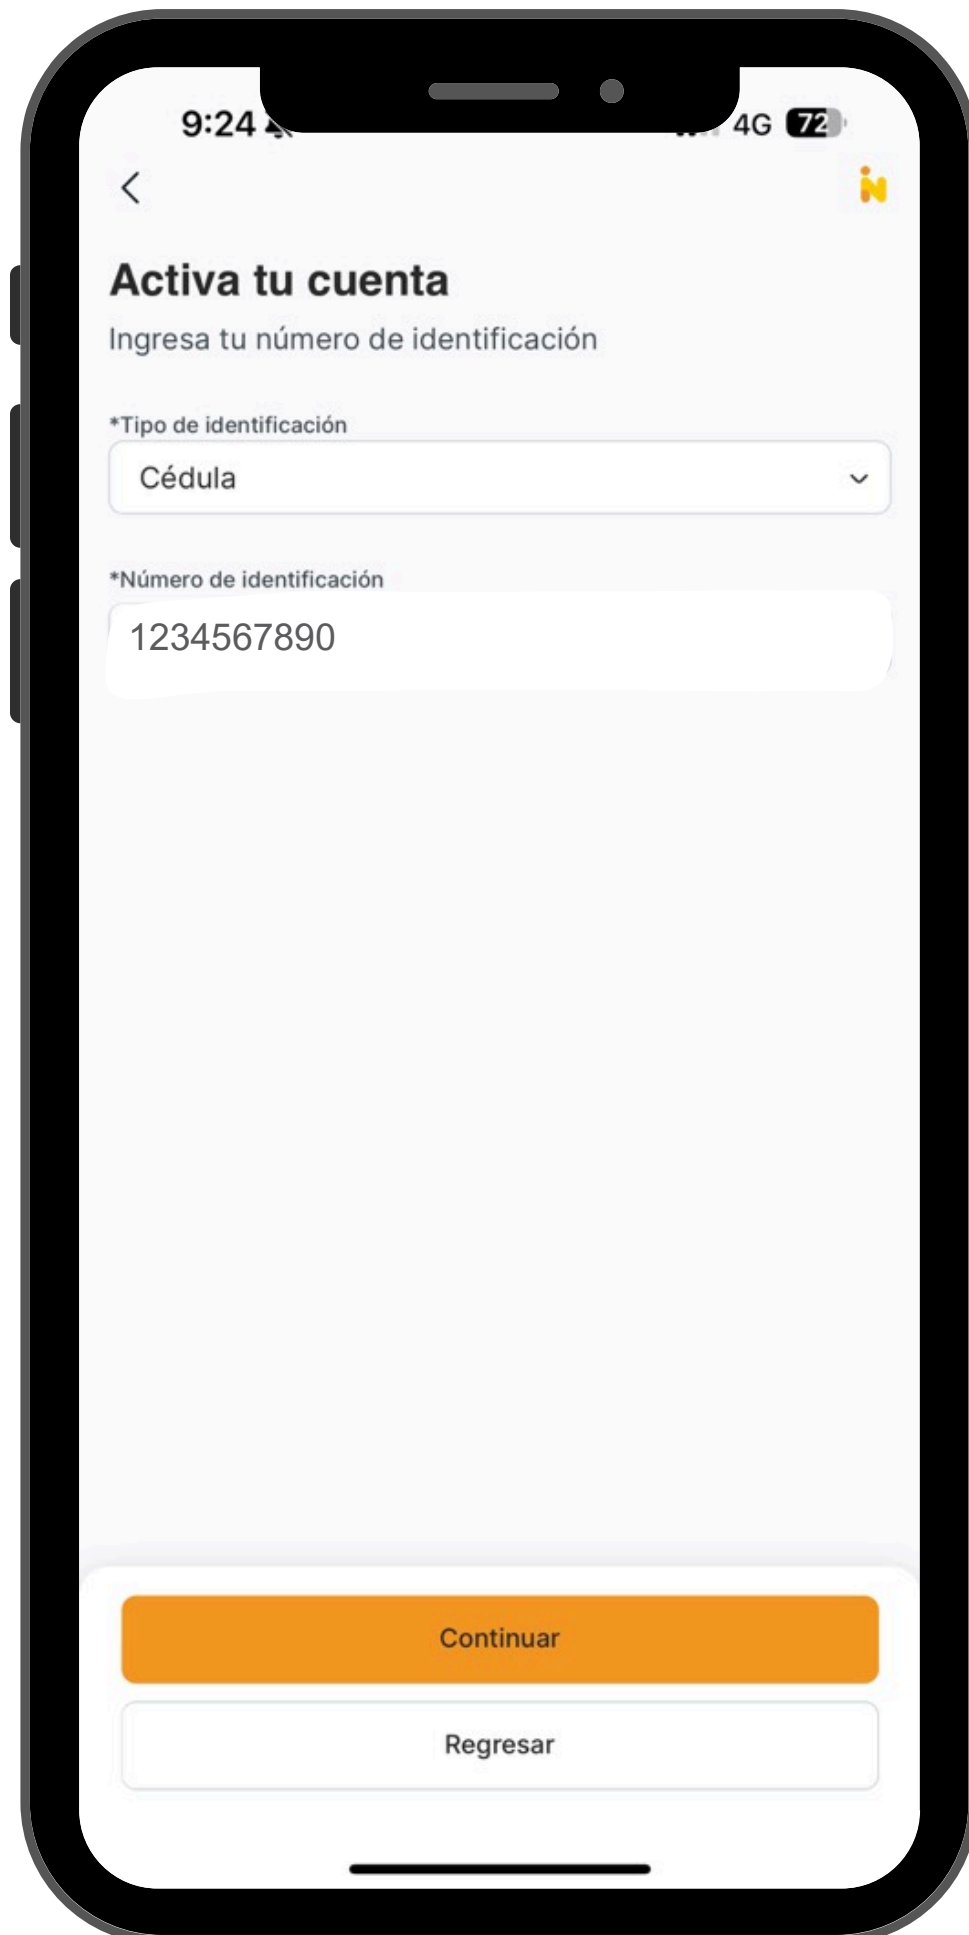 9:24
4G 72
Activa tu cuenta
Ingresa tu número de identificación
*Tipo de identificación
Cédula
*Número de identificación
1234567890
Continuar
Regresar